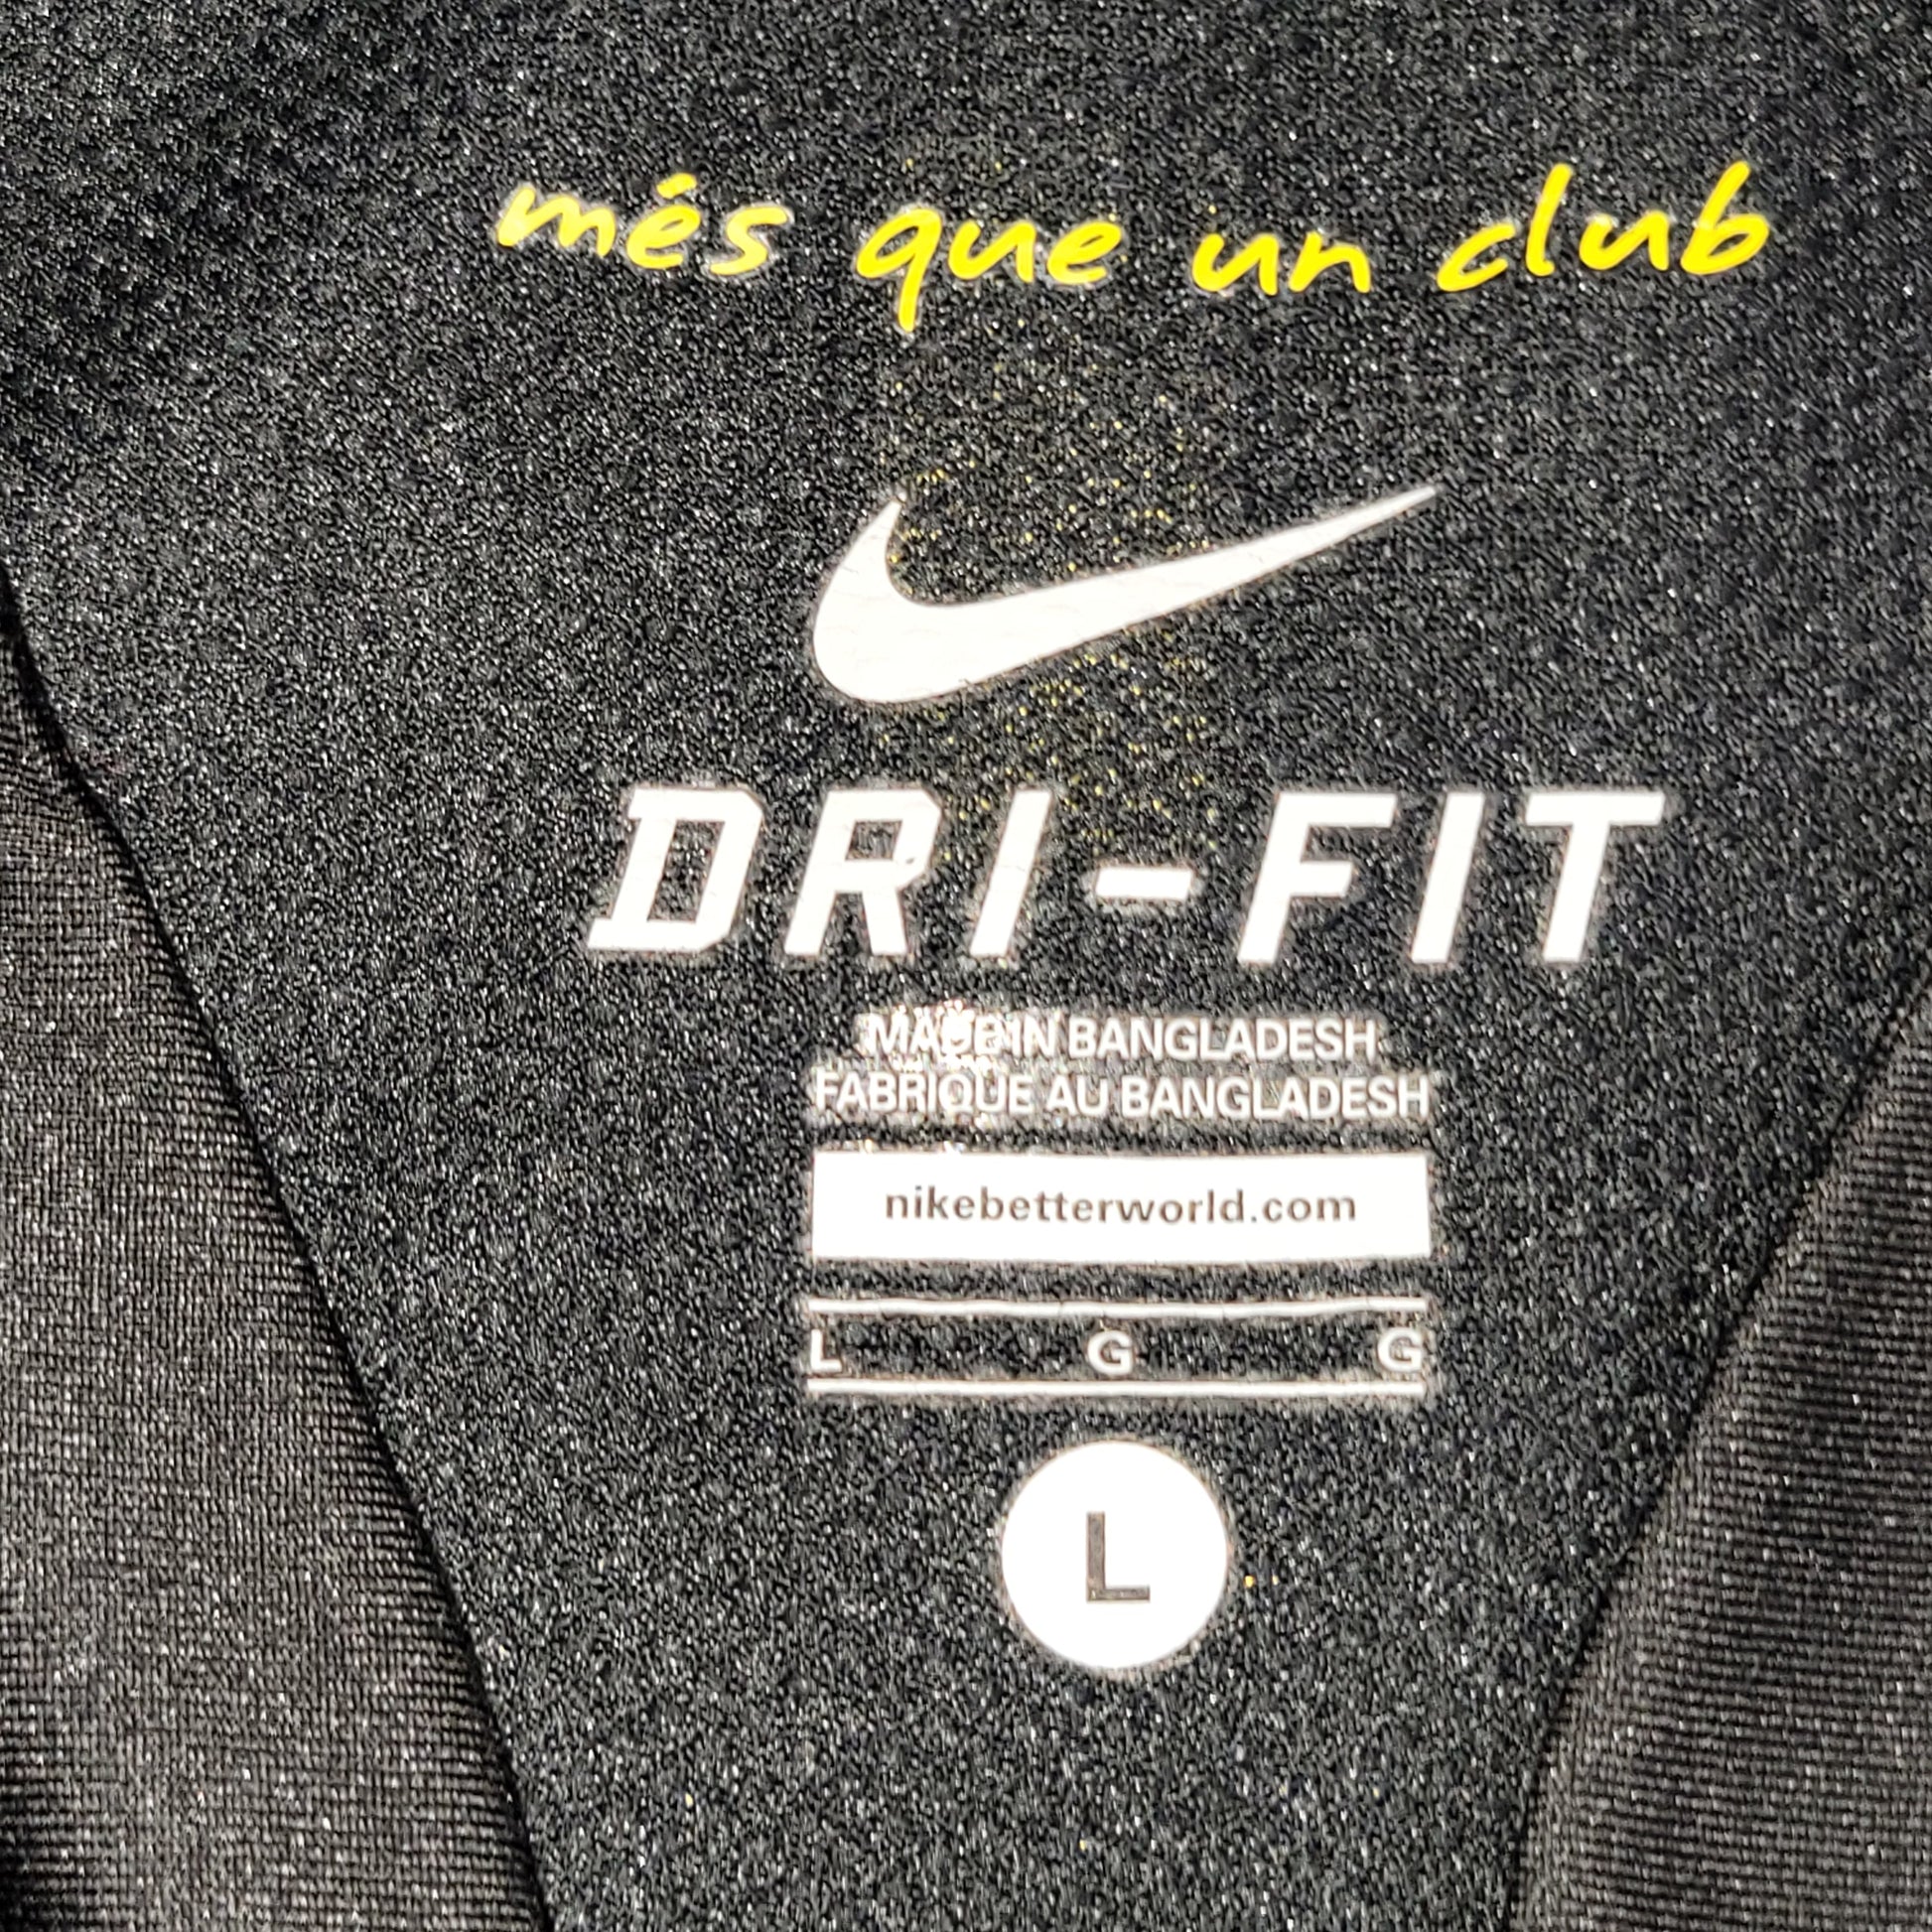 més que un club
DRI-FIT
MADE IN BANGLADESH
FABRIQUE AU BANGLADESH
nikebetterworld.com
L G G
L